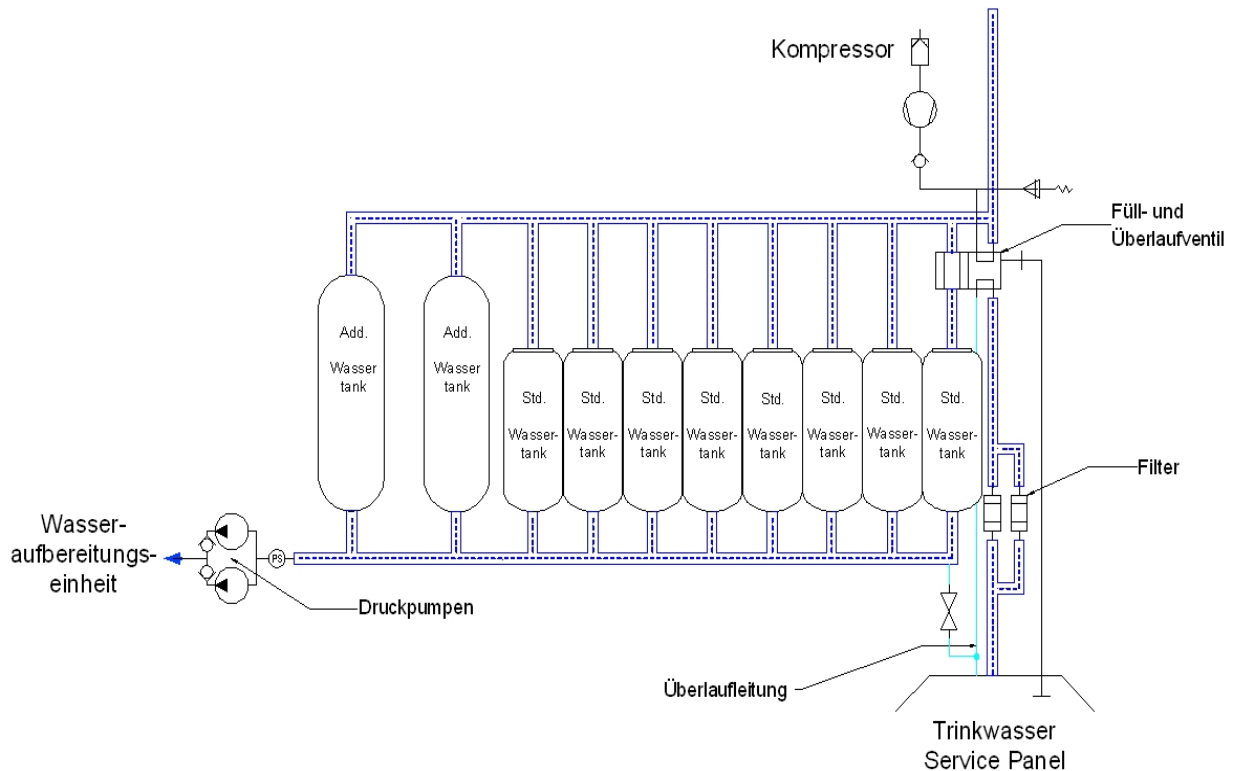 Kompressor
Füll- und
Überlaufventil
Add.
Wasser
tank
Add.
Wasser
tank
Std.
Wasser-
tank
Std.
Wasser-
tank
Std.
Wasser-
tank
Std.
Wasser-
tank
Std.
Wasser-
tank
Std.
Wasser-
tank
Std.
Wasser-
tank
Std.
Wasser-
tank
Filter
Wasser-
aufbereitungs-
einheit
PS
Druckpumpen
Überlaufleitung
Trinkwasser
Service Panel